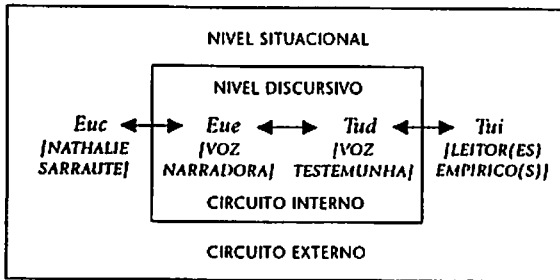 NIVEL SITUACIONAL
NIVEL DISCURSIVO
Euc Eue Tud Tui
[NATHALIE [VOZ [VOZ [LEITOR(ES)
SARRAUTE] NARRADORA] TESTEMUNHA] EMPIRICO(S)]
CIRCUITO INTERNO
CIRCUITO EXTERNO